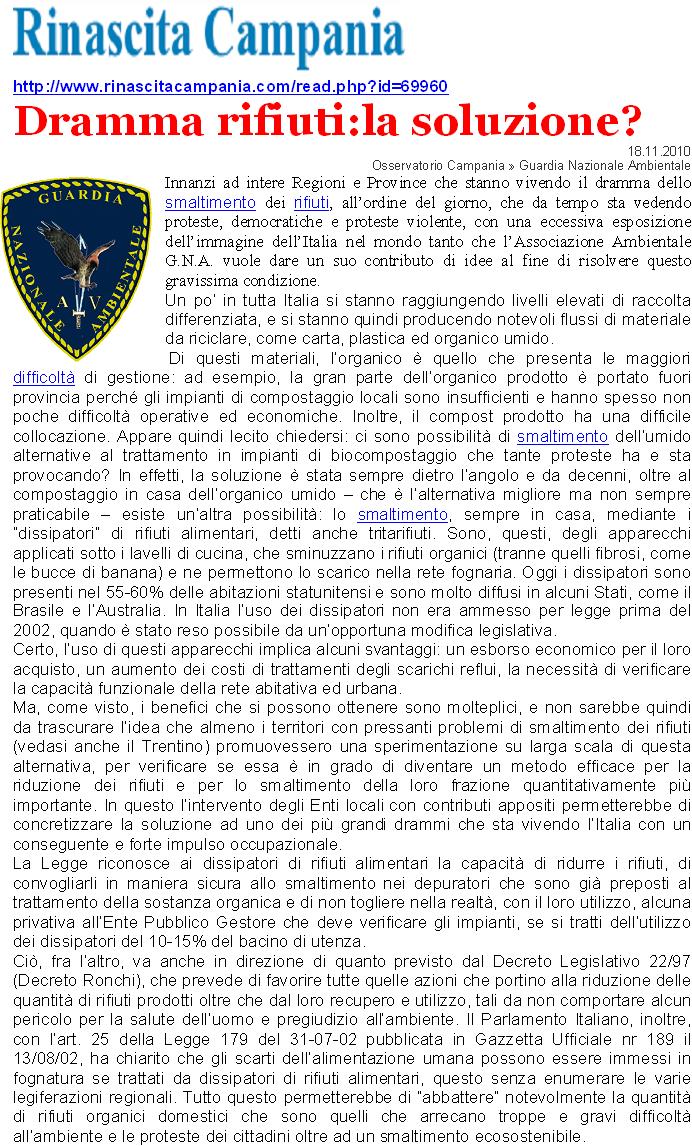 Rinascita Campania
http://www.rinascitacampania.com/read.php?id=69960
Dramma rifiuti:la soluzione?
18.11.2010
Osservatorio Campania » Guardia Nazionale Ambientale
GUARDIA
NAZIONALE AMBIENTALE
A V
Innanzi ad intere Regioni e Province che stanno vivendo il dramma dello
smaltimento dei rifiuti, all’ordine del giorno, che da tempo sta vedendo
proteste, democratiche e proteste violente, con una eccessiva esposizione
dell’immagine dell’Italia nel mondo tanto che l’Associazione Ambientale
G.N.A. vuole dare un suo contributo di idee al fine di risolvere questo
gravissima condizione.
Un po’ in tutta Italia si stanno raggiungendo livelli elevati di raccolta
differenziata, e si stanno quindi producendo notevoli flussi di materiale
da riciclare, come carta, plastica ed organico umido.
Di questi materiali, l’organico è quello che presenta le maggiori
difficoltà di gestione: ad esempio, la gran parte dell’organico prodotto è portato fuori
provincia perché gli impianti di compostaggio locali sono insufficienti e hanno spesso non
poche difficoltà operative ed economiche. Inoltre, il compost prodotto ha una difficile
collocazione. Appare quindi lecito chiedersi: ci sono possibilità di smaltimento dell’umido
alternative al trattamento in impianti di biocompostaggio che tante proteste ha e sta
provocando? In effetti, la soluzione è stata sempre dietro l’angolo e da decenni, oltre al
compostaggio in casa dell’organico umido – che è l’alternativa migliore ma non sempre
praticabile – esiste un’altra possibilità: lo smaltimento, sempre in casa, mediante i
“dissipatori” di rifiuti alimentari, detti anche tritarifiuti. Sono, questi, degli apparecchi
applicati sotto i lavelli di cucina, che sminuzzano i rifiuti organici (tranne quelli fibrosi, come
le bucce di banana) e ne permettono lo scarico nella rete fognaria. Oggi i dissipatori sono
presenti nel 55-60% delle abitazioni statunitensi e sono molto diffusi in alcuni Stati, come il
Brasile e l’Australia. In Italia l’uso dei dissipatori non era ammesso per legge prima del
2002, quando è stato reso possibile da un’opportuna modifica legislativa.
Certo, l’uso di questi apparecchi implica alcuni svantaggi: un esborso economico per il loro
acquisto, un aumento dei costi di trattamenti degli scarichi reflui, la necessità di verificare
la capacità funzionale della rete abitativa ed urbana.
Ma, come visto, i benefici che si possono ottenere sono molteplici, e non sarebbe quindi
da trascurare l’idea che almeno i territori con pressanti problemi di smaltimento dei rifiuti
(vedasi anche il Trentino) promuovessero una sperimentazione su larga scala di questa
alternativa, per verificare se essa è in grado di diventare un metodo efficace per la
riduzione dei rifiuti e per lo smaltimento della loro frazione quantitativamente più
importante. In questo l’intervento degli Enti locali con contributi appositi permetterebbe di
concretizzare la soluzione ad uno dei più grandi drammi che sta vivendo l’Italia con un
conseguente e forte impulso occupazionale.
La Legge riconosce ai dissipatori di rifiuti alimentari la capacità di ridurre i rifiuti, di
convogliarli in maniera sicura allo smaltimento nei depuratori che sono già preposti al
trattamento della sostanza organica e di non togliere nella realtà, con il loro utilizzo, alcuna
privativa all’Ente Pubblico Gestore che deve verificare gli impianti, se si tratti dell’utilizzo
dei dissipatori del 10-15% del bacino di utenza.
Ciò, fra l’altro, va anche in direzione di quanto previsto dal Decreto Legislativo 22/97
(Decreto Ronchi), che prevede di favorire tutte quelle azioni che portino alla riduzione delle
quantità di rifiuti prodotti oltre che dal loro recupero e utilizzo, tali da non comportare alcun
pericolo per la salute dell’uomo e pregiudizio all’ambiente. Il Parlamento Italiano, inoltre,
con l’art. 25 della Legge 179 del 31-07-02 pubblicata in Gazzetta Ufficiale nr 189 il
13/08/02, ha chiarito che gli scarti dell’alimentazione umana possono essere immessi in
fognatura se trattati da dissipatori di rifiuti alimentari, questo senza enumerare le varie
legiferazioni regionali. Tutto questo permetterebbe di “abbattere” notevolmente la quantità
di rifiuti organici domestici che sono quelli che arrecano troppe e gravi difficoltà
all’ambiente e le proteste dei cittadini oltre ad un smaltimento ecosostenibile.